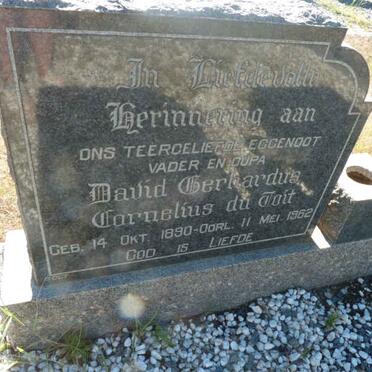 In Liefdevolle
Herinnering aan
ONS TEERGELIEFDE EGGENOOT
VADER EN OUPA
David Gerhardus
Cornelius du Toit
GEB. 14 OKT. 1890-OORL. 11 MEI. 1962
GOD IS LIEFDE